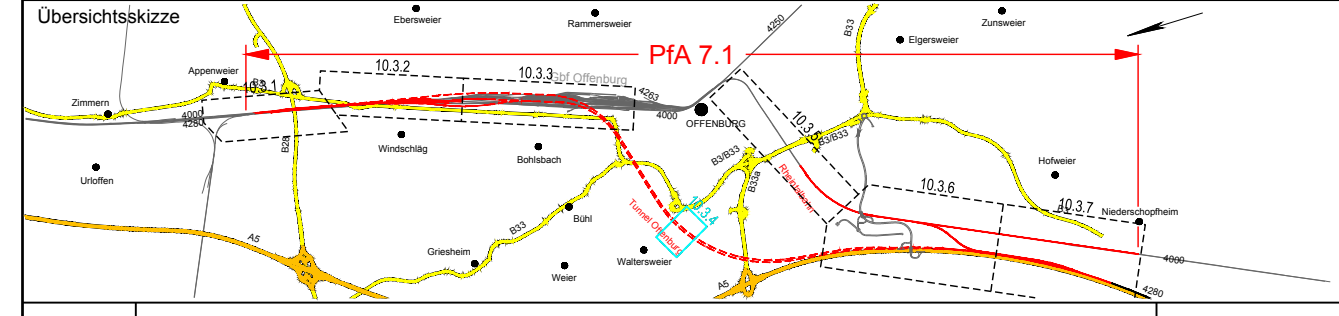 Übersichtsskizze
Ebersweier
Rammersweier
Zunsweier
Elgersweier
B33
4250
PfA 7.1
Appenweier
B3
10.3.1
10.3.2
10.3.3
Gbf Offenburg
4263
Zimmern
4000
4280
4000
OFFENBURG
B28
Windschläg
Bohlsbach
10.3.5
B3/B33
B3/B33
B33a
Hofweier
Urloffen
Rheintalbahn
10.3.6
10.3.7
Niederschopfheim
Tunnel Offenburg
10.3.4
Bühl
B33
A5
Griesheim
Weier
Waltersweier
A5
4000
4280